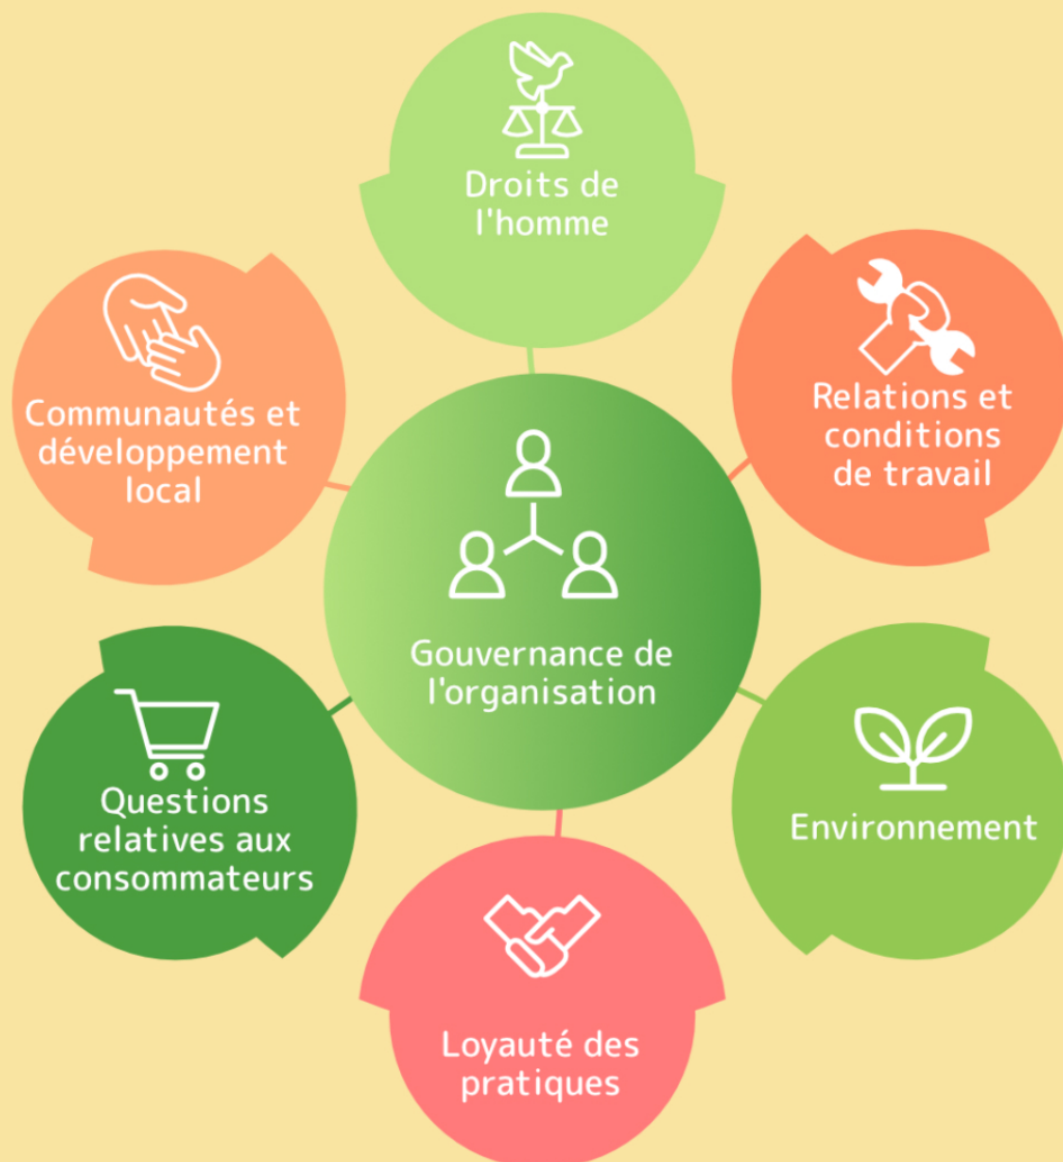 Droits de
l'homme
Communautés et
développement
local
Relations et
conditions
de travail
Gouvernance de
l'organisation
Questions
relatives aux
consommateurs
Environnement
Loyauté des
pratiques